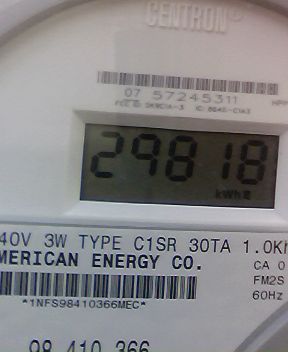 CENTRON®
07 57245311
29818
kWh
40V 3W TYPE C1SR 30TA 1.0Kh
MERICAN ENERGY CO.
CA 0
FM2S
60Hz
*1NFS98410366MEC*
98 410 366